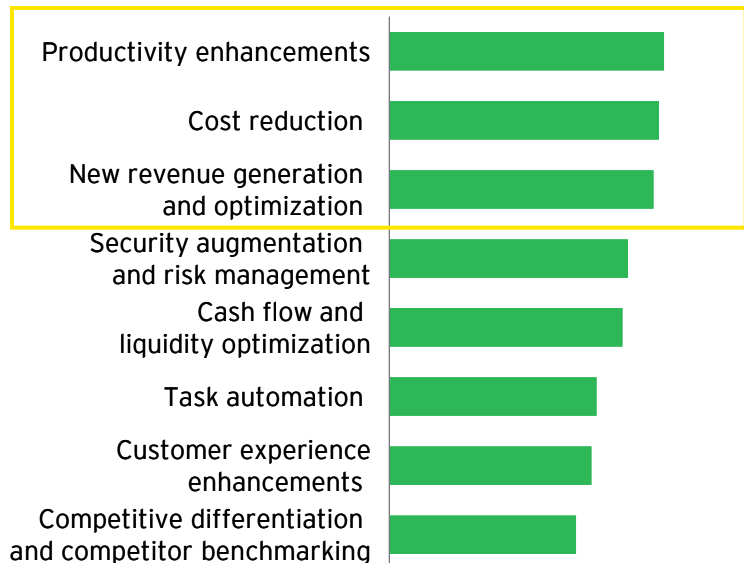 Productivity enhancements
Cost reduction
New revenue generation
and optimization
Security augmentation
and risk management
Cash flow and
liquidity optimization
Task automation
Customer experience
enhancements
Competitive differentiation
and competitor benchmarking